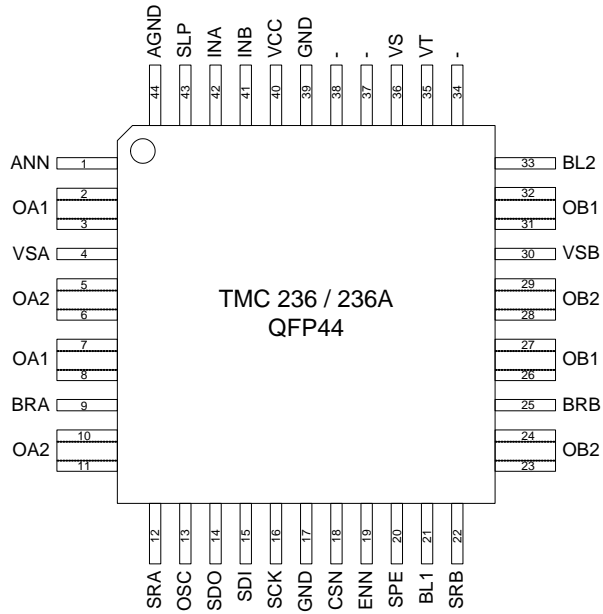 AGND SLP INA INB VCC GND - - VS VT -
44 43 42 41 40 39 38 37 36 35 34
ANN 1 33 BL2
2 32
OA1 OB1
3 31
VSA 4 30 VSB
5 29
OA2 OB2
6 28
TMC 236 / 236A
QFP44
7 27
OA1 OB1
8 26
BRA 9 25 BRB
10 24
OA2 OB2
11 23
12 13 14 15 16 17 18 19 20 21 22
SRA OSC SDO SDI SCK GND CSN ENN SPE BL1 SRB